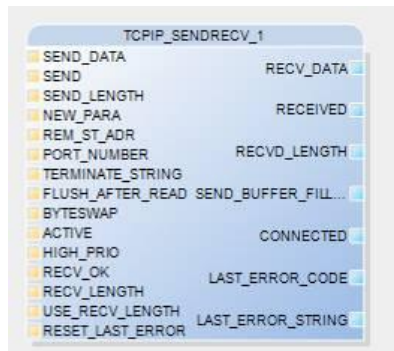 TCPIP_SENDRECV_1
SEND_DATA
SEND
SEND_LENGTH
NEW_PARA
REM_ST_ADR
PORT_NUMBER
TERMINATE_STRING
FLUSH_AFTER_READ
BYTESWAP
ACTIVE
HIGH_PRIO
RECV_OK
RECV_LENGTH
USE_RECV_LENGTH
RESET_LAST_ERROR
RECV_DATA
RECEIVED
RECVD_LENGTH
SEND_BUFFER_FILL...
CONNECTED
LAST_ERROR_CODE
LAST_ERROR_STRING